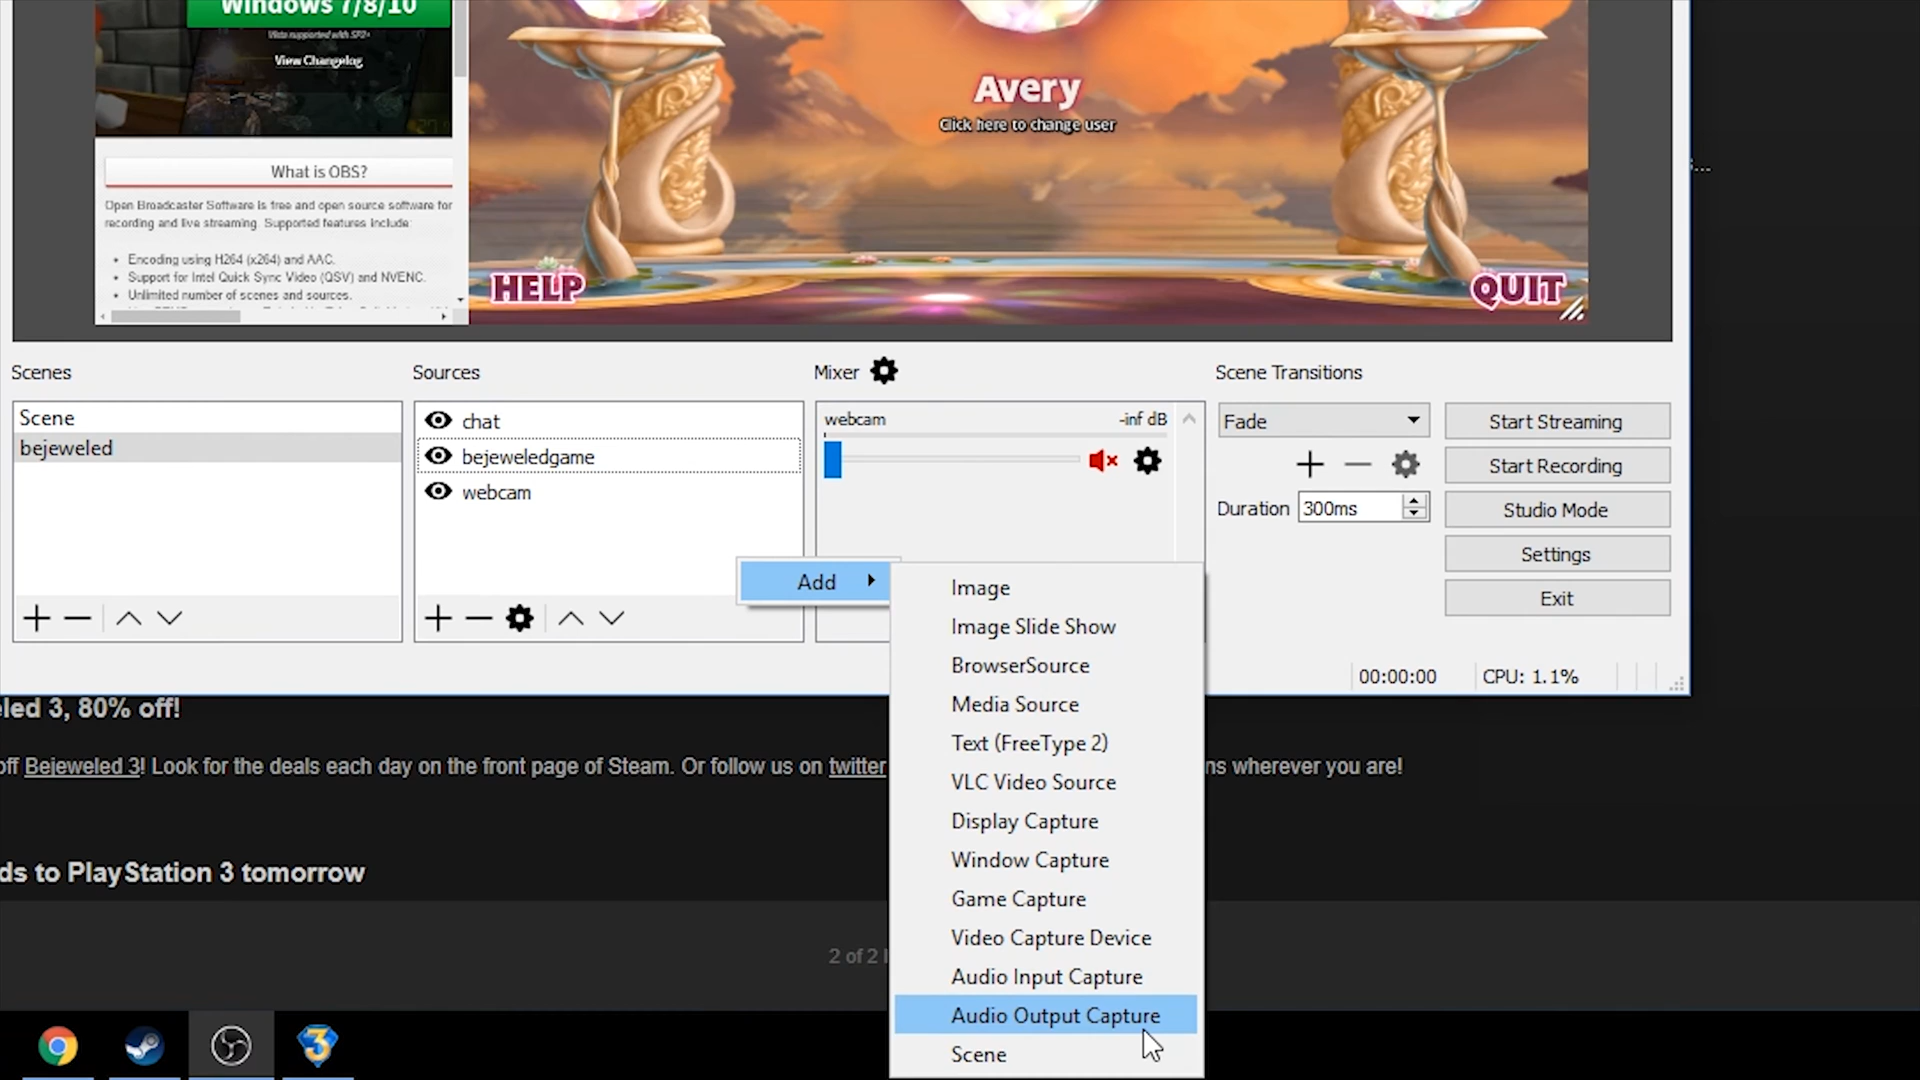 Windows 7/8/10
Vista supported with SP2+
View Changelog
What is OBS?
Open Broadcaster Software is free and open source software for
recording and live streaming. Supported features include:
Encoding using H264 (x264) and AAC.
Support for Intel Quick Sync Video (QSV) and NVENC.
Unlimited number of scenes and sources.
Avery
Click here to change user
HELP
QUIT
Scenes
Scene
bejeweled
Sources
chat
bejeweledgame
webcam
Mixer
webcam -inf dB
Scene Transitions
Fade
Duration 300ms
Start Streaming
Start Recording
Studio Mode
Settings
Exit
00:00:00 CPU: 1.1%
Add
Image
Image Slide Show
BrowserSource
Media Source
Text (FreeType 2)
VLC Video Source
Display Capture
Window Capture
Game Capture
Video Capture Device
Audio Input Capture
Audio Output Capture
Scene
led 3, 80% off!
off Bejeweled 3! Look for the deals each day on the front page of Steam. Or follow us on twitter
ns wherever you are!
ds to PlayStation 3 tomorrow
2 of 2
3